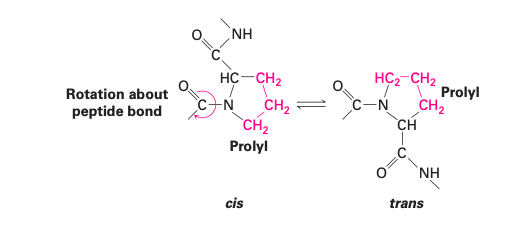 O
NH
C
HC–CH₂
Rotation about
peptide bond
O
C–N
CH₂
CH₂
Prolyl
cis
O
C–N
HC₂–CH₂
Prolyl
CH₂
CH
C
O
NH
trans